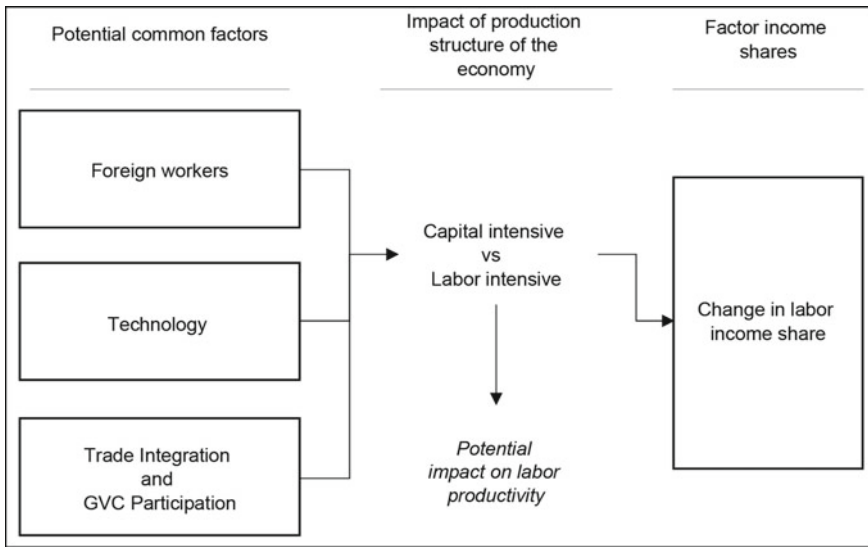 Potential common factors
Impact of production
structure of the
economy
Factor income
shares
Foreign workers
Technology
Trade Integration
and
GVC Participation
Capital intensive
vs
Labor intensive
Potential
impact on labor
productivity
Change in labor
income share